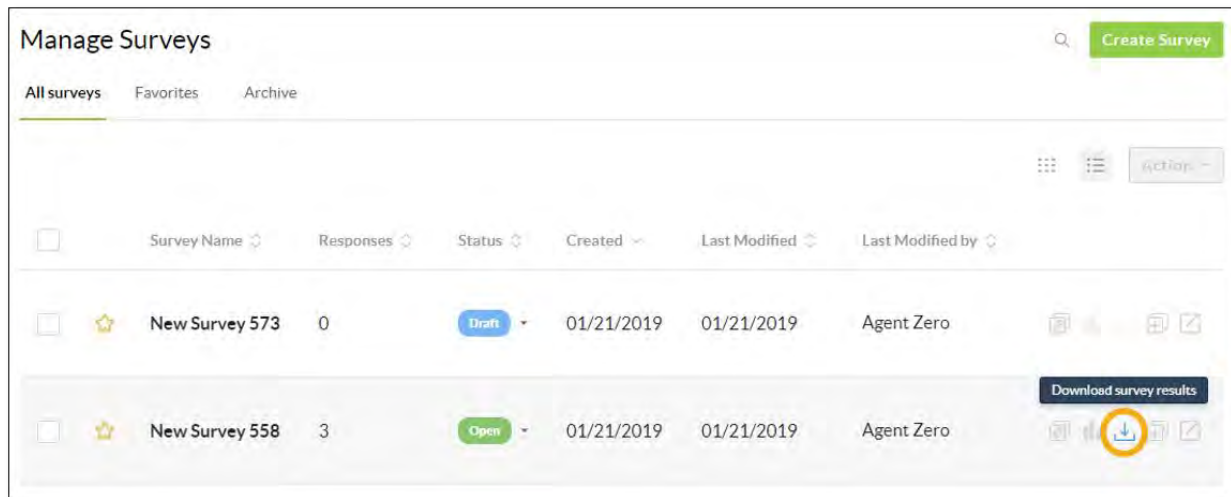 Manage Surveys
Create Survey
All surveys Favorites Archive
Action
Survey Name Responses Status Created Last Modified Last Modified by
New Survey 573 0 Draft 01/21/2019 01/21/2019 Agent Zero
Download survey results
New Survey 558 3 Open 01/21/2019 01/21/2019 Agent Zero